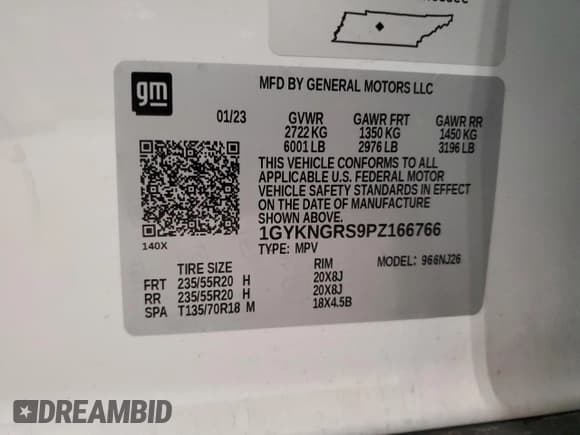 gm
MFD BY GENERAL MOTORS LLC
01/23 GVWR GAWR FRT GAWR RR
2722 KG 1350 KG 1450 KG
6001 LB 2976 LB 3196 LB
THIS VEHICLE CONFORMS TO ALL
APPLICABLE U.S. FEDERAL MOTOR
VEHICLE SAFETY STANDARDS IN EFFECT
ON THE DATE OF MANUFACTURE
SHOWN ABOVE.
140X
1GYKNGRS9PZ166766
TYPE: MPV
MODEL: 966NJ26
TIRE SIZE RIM
FRT 235/55R20 H 20X8J
RR 235/55R20 H 20X8J
SPA T135/70R18 M 18X4.5B
DREAMBID